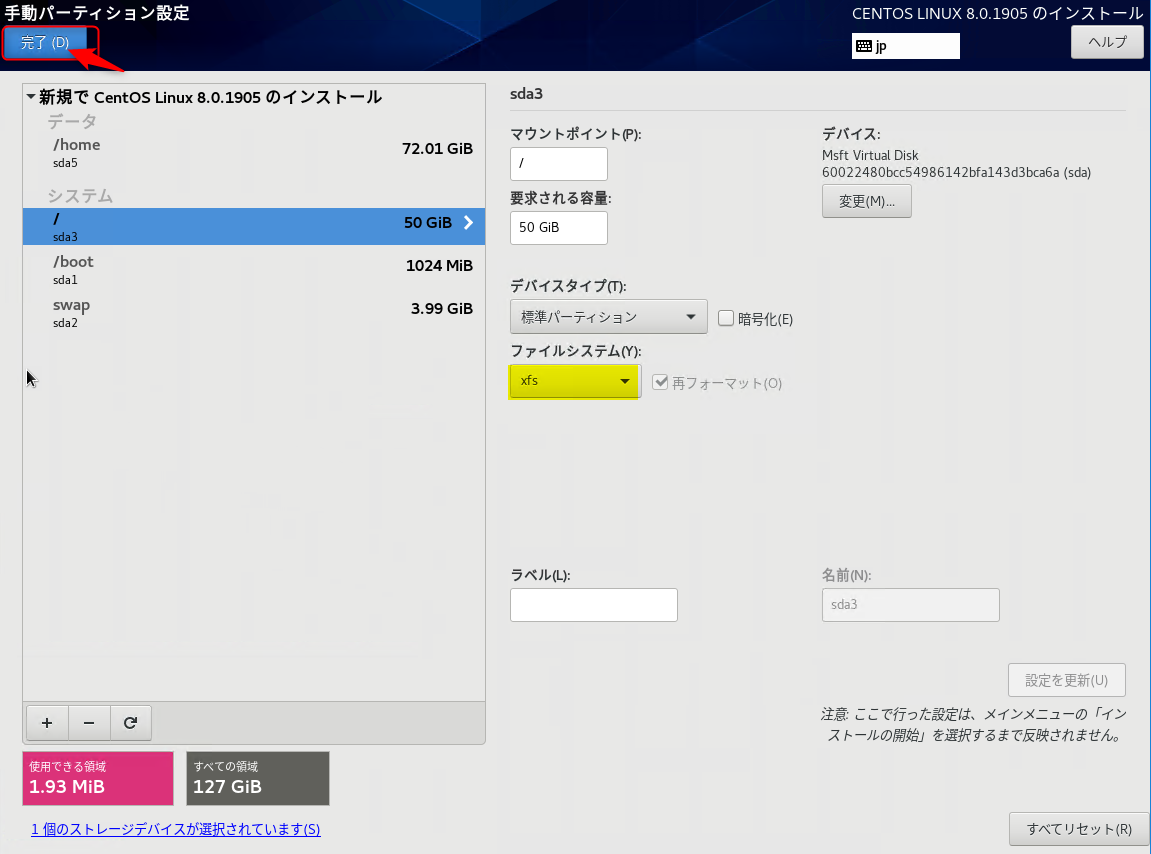 手動パーティション設定
CENTOS LINUX 8.0.1905 のインストール
完了 (D)
jp
ヘルプ
新規で CentOS Linux 8.0.1905 のインストール
データ
/home
72.01 GiB
sda5
システム
/
50 GiB
sda3
/boot
1024 MiB
sda1
swap
3.99 GiB
sda2
sda3
マウントポイント(P):
/
要求される容量:
50 GiB
デバイス:
Msft Virtual Disk
60022480bcc54986142bfa143d3bca6a (sda)
変更(M)...
デバイスタイプ(T):
標準パーティション
暗号化(E)
ファイルシステム(Y):
xfs
再フォーマット(O)
ラベル(L):
名前(N):
sda3
設定を更新(U)
注意: ここで行った設定は、メインメニューの「イン
ストールの開始」を選択するまで反映されません。
+ −
使用できる領域
1.93 MiB
すべての領域
127 GiB
1 個のストレージデバイスが選択されています(S)
すべてリセット(R)